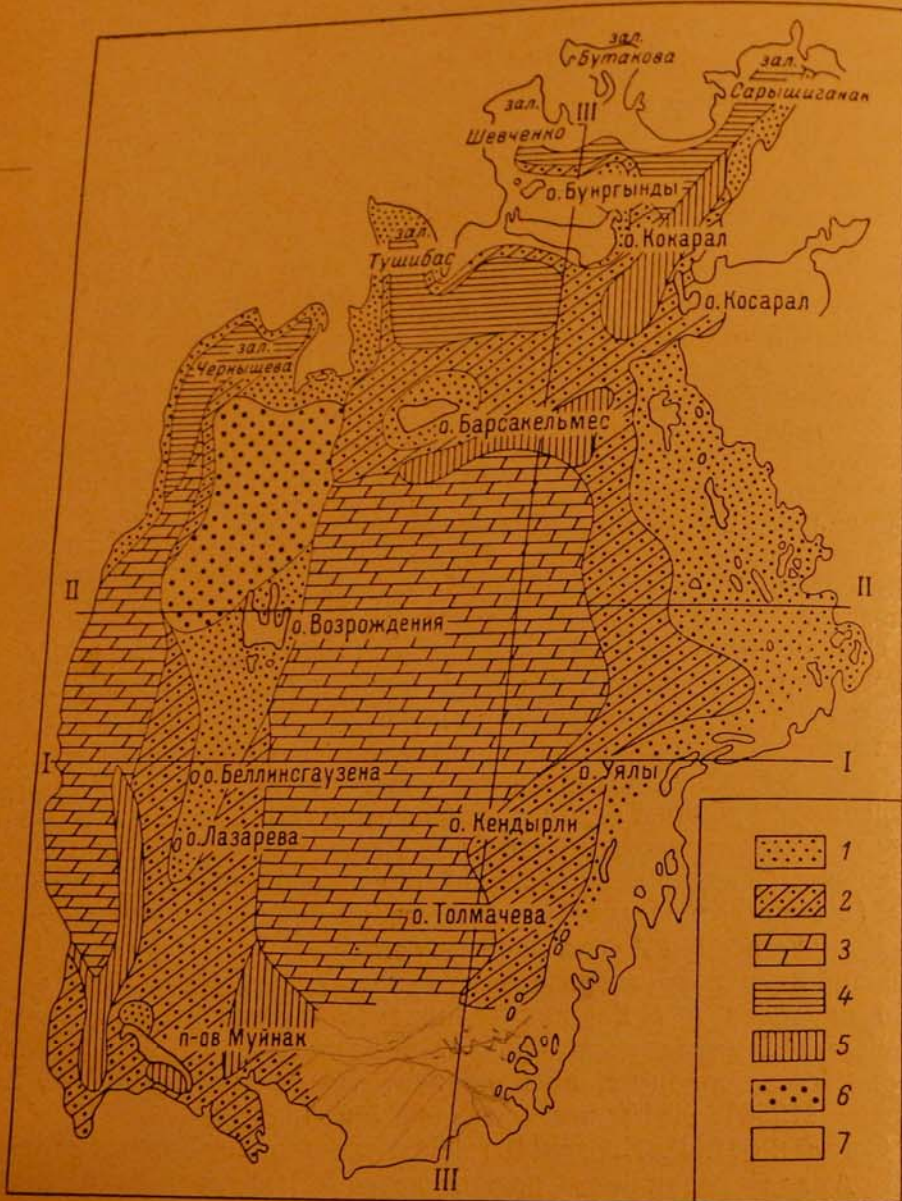 зал.
Бутакова
зал.
Сарышиганак
зал.
Шевченко
III
о. Бунргынды
о. Кокарал
зал.
Тушибас
о. Косарал
зал.
Чернышева
о. Барсакельмес
II
II
о. Возрождения
I
о. Беллинсгаузена
о. Уялы
I
о. Лазарева
о. Кендырли
о. Толмачева
п-ов Муйнак
III
1
2
3
4
5
6
7